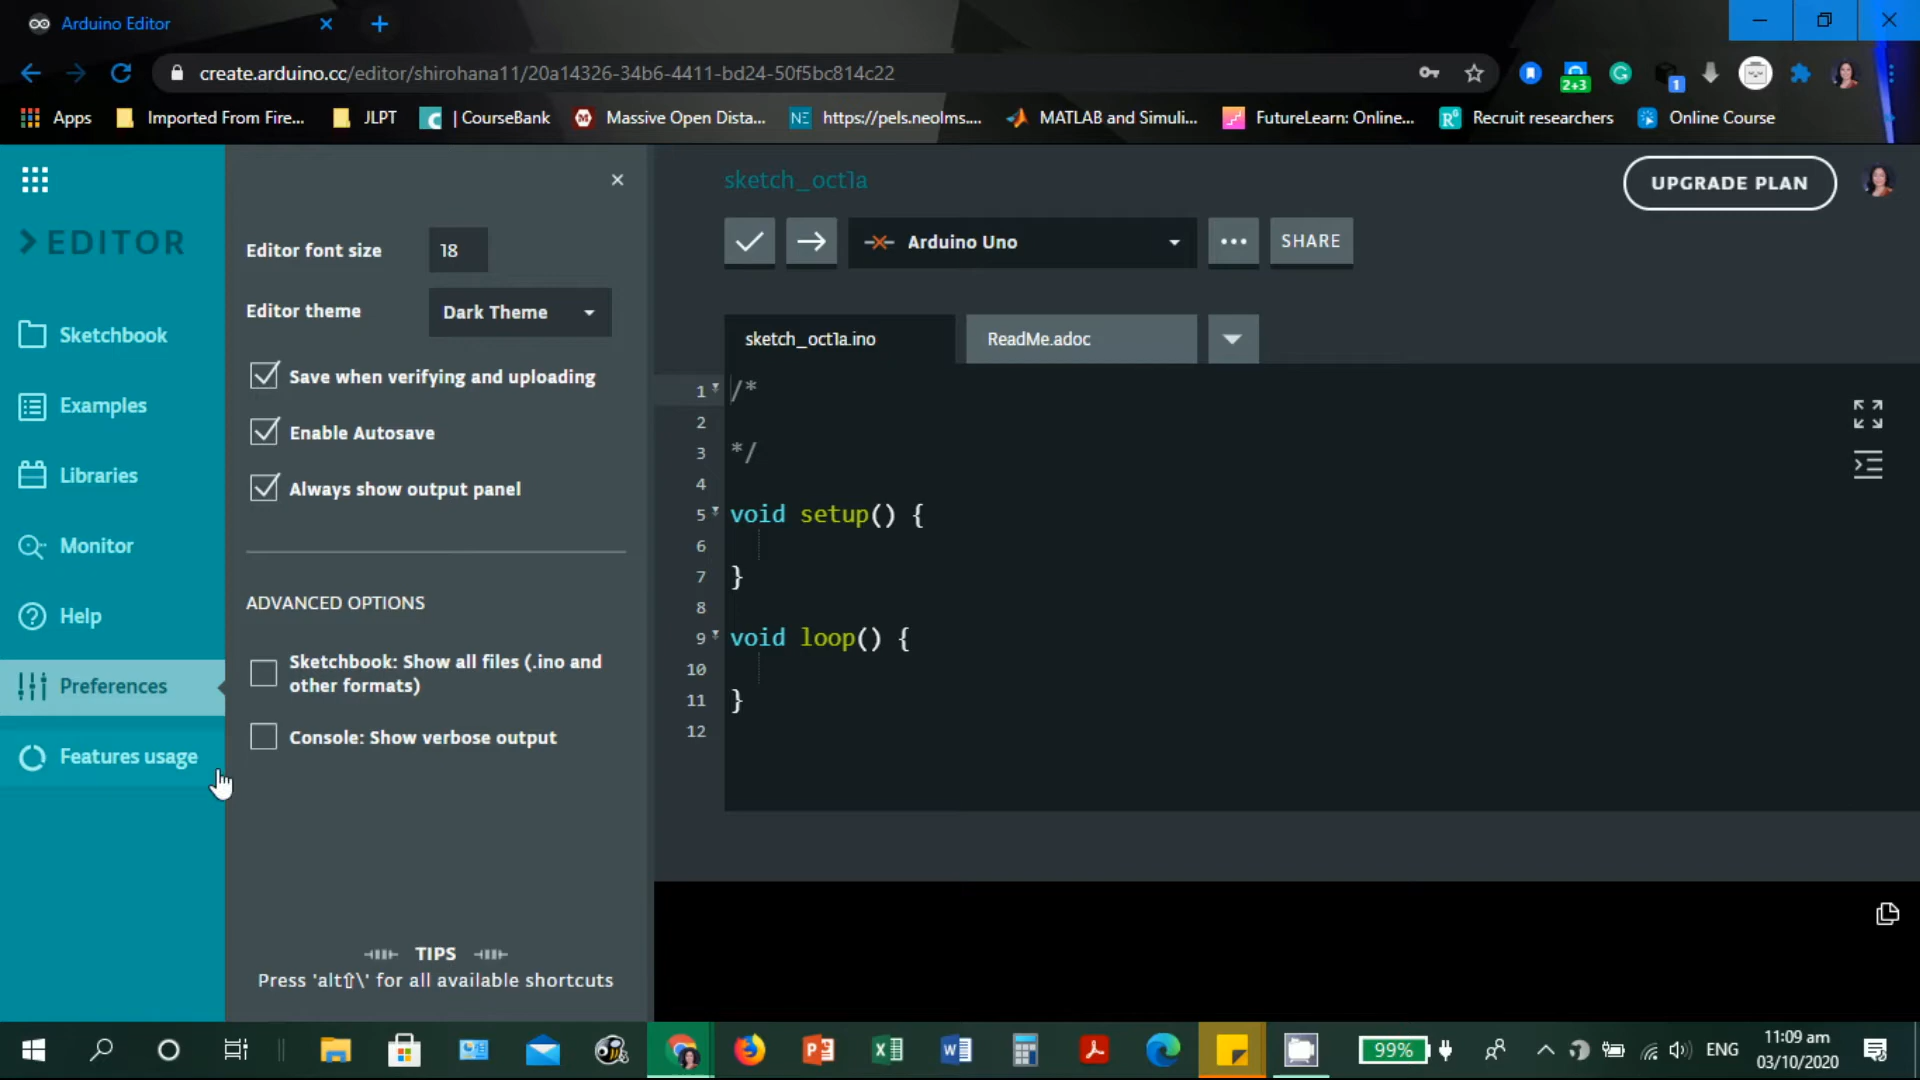 Arduino Editor
create.arduino.cc/editor/shirohana11/20a14326-34b6-4411-bd24-50f5bc814c22
2+3
1
Apps
Imported From Fire...
JLPT
| CourseBank
Massive Open Dista...
NE
https://pels.neolms....
MATLAB and Simuli...
FutureLearn: Online...
Recruit researchers
Online Course
EDITOR
Sketchbook
Examples
Libraries
Monitor
Help
Preferences
Features usage
Editor font size
18
Editor theme
Dark Theme
Save when verifying and uploading
Enable Autosave
Always show output panel
ADVANCED OPTIONS
Sketchbook: Show all files (.ino and
other formats)
Console: Show verbose output
TIPS
Press 'alt⇧\' for all available shortcuts
sketch_oct1a
UPGRADE PLAN
Arduino Uno
SHARE
sketch_oct1a.ino
ReadMe.adoc
1 /*
2
3 */
4
5 void setup() {
6
7 }
8
9 void loop() {
10
11 }
12
99%
ENG
11:09 am
03/10/2020